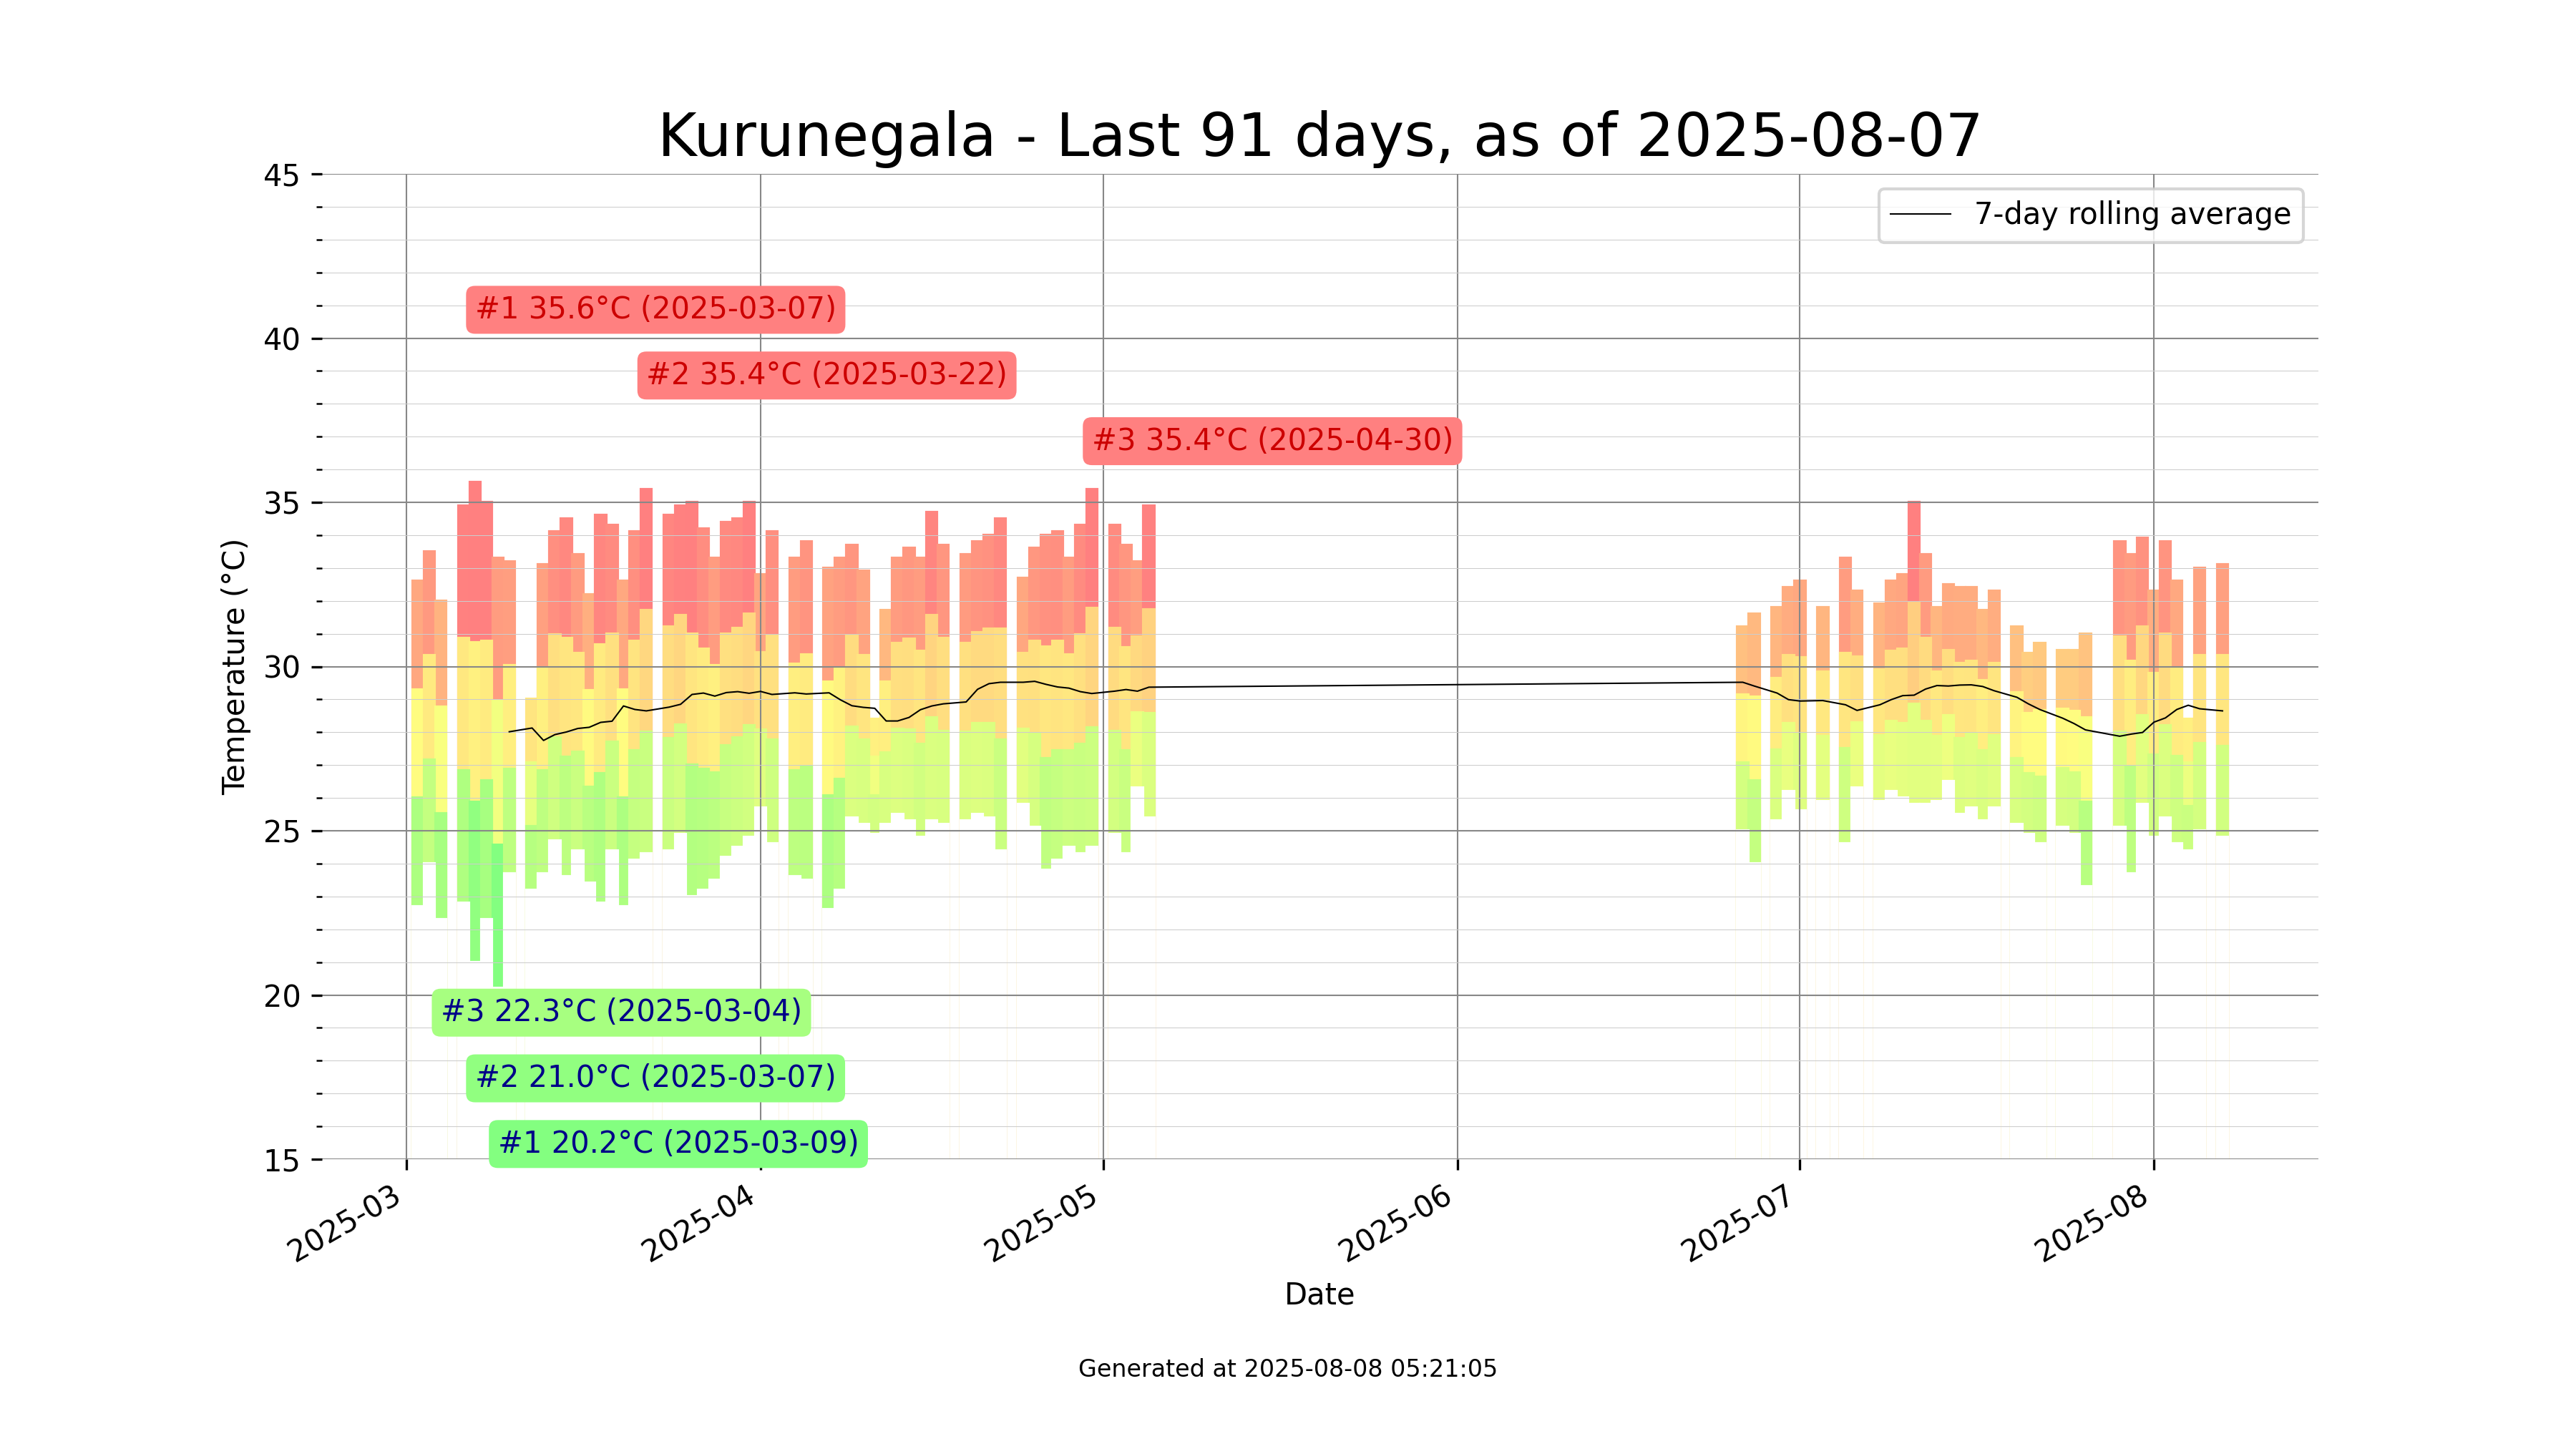 Kurunegala - Last 91 days, as of 2025-08-07
45
40
35
30
25
20
15
Temperature (°C)
7-day rolling average
#1 35.6°C (2025-03-07)
#2 35.4°C (2025-03-22)
#3 35.4°C (2025-04-30)
#3 22.3°C (2025-03-04)
#2 21.0°C (2025-03-07)
#1 20.2°C (2025-03-09)
2025-03
2025-04
2025-05
2025-06
2025-07
2025-08
Date
Generated at 2025-08-08 05:21:05